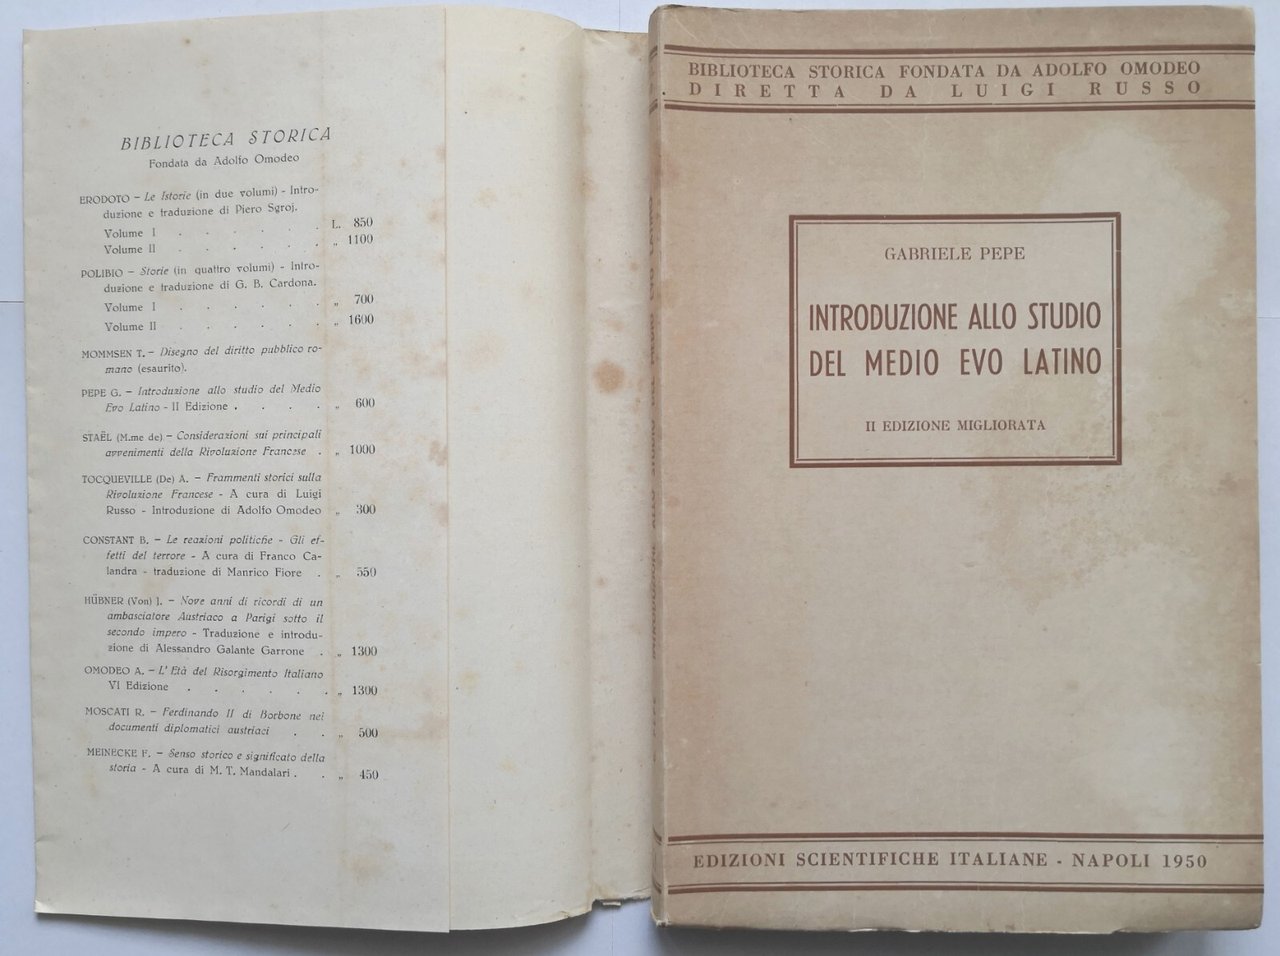 BIBLIOTECA STORICA
Fondata da Adolfo Omodeo
ERODOTO – Le Istorie (in due volumi) - Intro-
duzione e traduzione di Piero Sgroj.
Volume I . . . . . . L. 850
Volume II . . . . . . „ 1100
POLIBIO – Storie (in quattro volumi) - Intro-
duzione e traduzione di G. B. Cardona.
Volume I . . . . . . „ 700
Volume II . . . . . . „ 1600
MOMMSEN T. – Disegno del diritto pubblico ro-
mano (esaurito).
PEPE G. – Introduzione allo studio del Medio
Evo Latino - II Edizione . . . . „ 600
STAËL (M.me de) – Considerazioni sui principali
avvenimenti della Rivoluzione Francese . „ 1000
TOCQUEVILLE (De) A. – Frammenti storici sulla
Rivoluzione Francese - A cura di Luigi
Russo - Introduzione di Adolfo Omodeo „ 300
CONSTANT B. – Le reazioni politiche - Gli ef-
fetti del terrore - A cura di Franco Ca-
landra - traduzione di Manrico Fiore . „ 550
HÜBNER (Von) J. – Nove anni di ricordi di un
ambasciatore Austriaco a Parigi sotto il
secondo impero - Traduzione e introdu-
zione di Alessandro Galante Garrone . „ 1300
OMODEO A. – L'Età del Risorgimento Italiano
VI Edizione . . . . . . „ 1300
MOSCATI R. – Ferdinando II di Borbone nei
documenti diplomatici austriaci . . „ 500
MEINECKE F. – Senso storico e significato della
storia - A cura di M. T. Mandalari . . „ 450
BIBLIOTECA STORICA FONDATA DA ADOLFO OMODEO
DIRETTA DA LUIGI RUSSO
GABRIELE PEPE
INTRODUZIONE ALLO STUDIO
DEL MEDIO EVO LATINO
II EDIZIONE MIGLIORATA
EDIZIONI SCIENTIFICHE ITALIANE - NAPOLI 1950